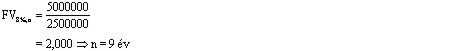 FV8%,n = 5000000 / 2500000
= 2,000 ⇒ n = 9 év